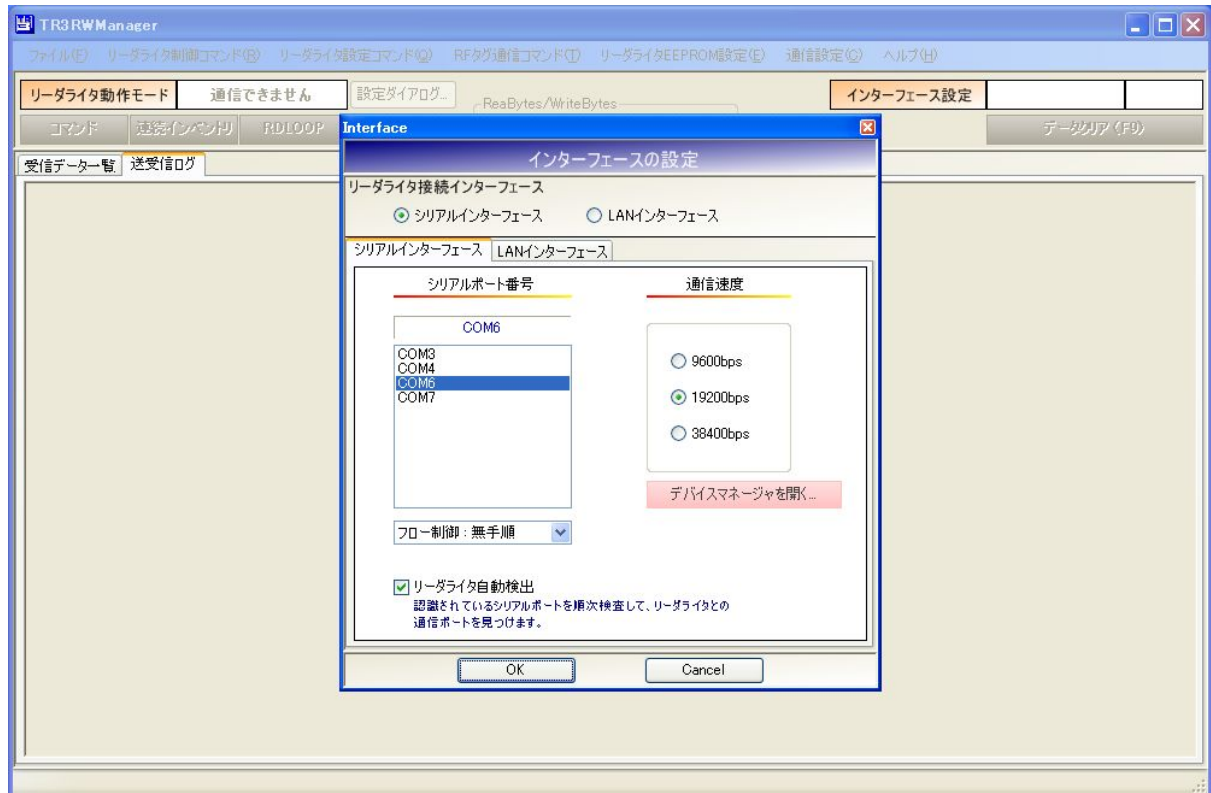 TR3RWManager
ファイル(F) リーダライタ制御コマンド(R) リーダライタ設定コマンド(Q) RFタグ通信コマンド(T) リーダライタEEPROM設定(E) 通信設定(C) ヘルプ(H)
リーダライタ動作モード 通信できません 設定ダイアログ... ReaBytes/WriteBytes インターフェース設定
コマンド 連続インベントリ RDLOOP データクリア (F9)
受信データ一覧 送受信ログ
Interface
インターフェースの設定
リーダライタ接続インターフェース
シリアルインターフェース LANインターフェース
シリアルインターフェース LANインターフェース
シリアルポート番号 通信速度
COM6
COM3
COM4
COM6
COM7
9600bps
19200bps
38400bps
デバイスマネージャを開く...
フロー制御 : 無手順
リーダライタ自動検出
認識されているシリアルポートを順次検査して、リーダライタとの
通信ポートを見つけます。
OK Cancel